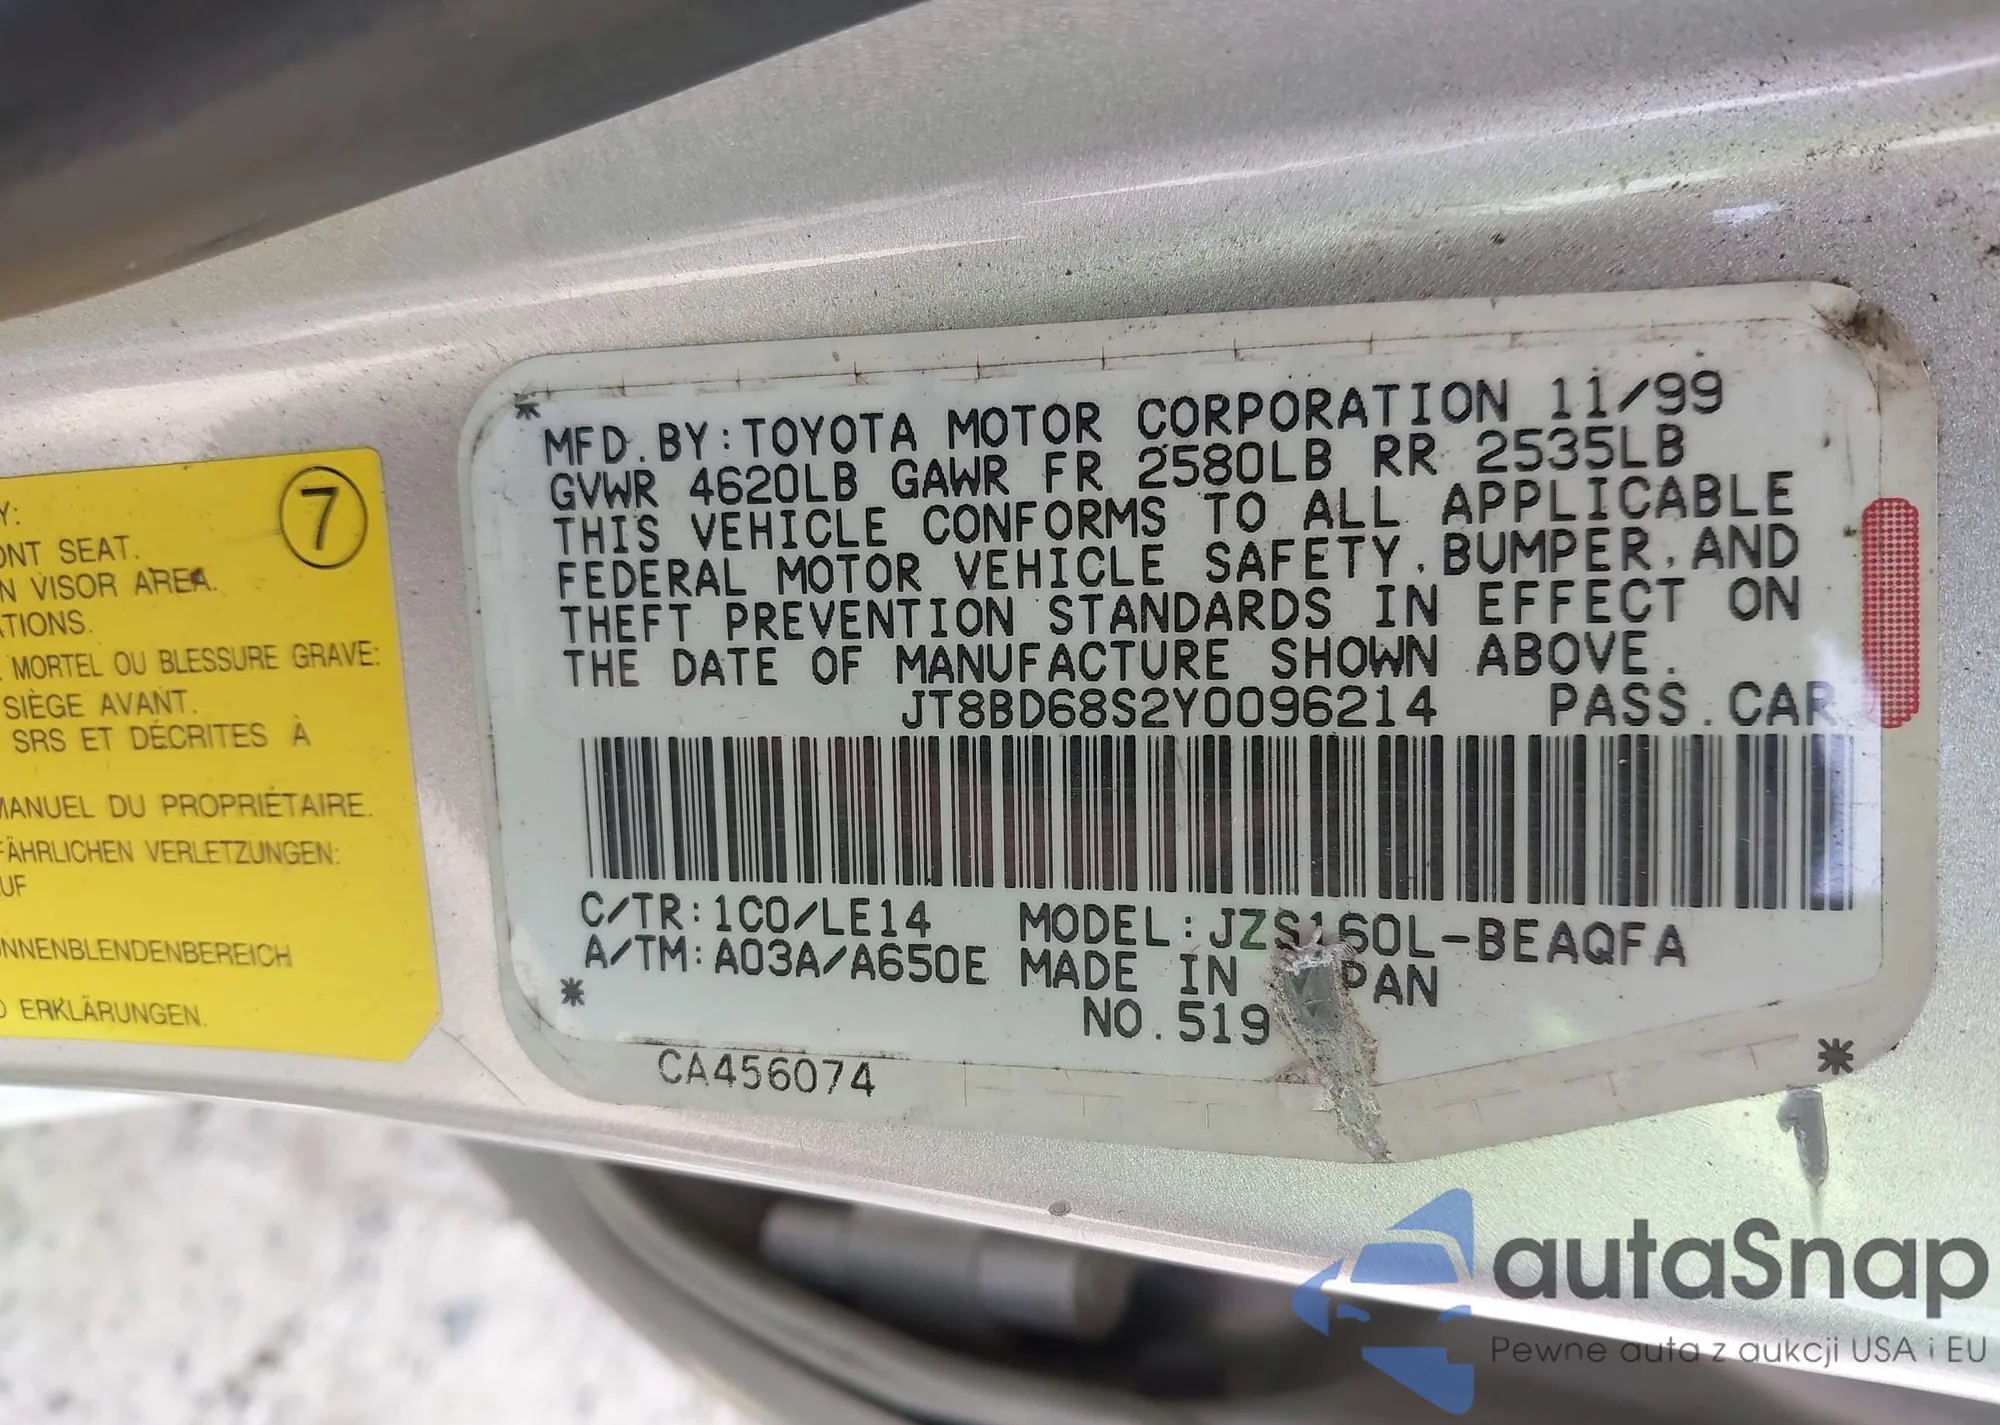 Y:
7
ONT SEAT.
N VISOR AREA.
ATIONS.
MORTEL OU BLESSURE GRAVE:
SIÈGE AVANT.
SRS ET DÉCRITES À
MANUEL DU PROPRIÉTAIRE.
FÄHRLICHEN VERLETZUNGEN:
UF
ONNENBLENDENBEREICH
D ERKLÄRUNGEN.
*
MFD.BY:TOYOTA MOTOR CORPORATION 11/99
GVWR 4620LB GAWR FR 2580LB RR 2535LB
THIS VEHICLE CONFORMS TO ALL APPLICABLE
FEDERAL MOTOR VEHICLE SAFETY,BUMPER,AND
THEFT PREVENTION STANDARDS IN EFFECT ON
THE DATE OF MANUFACTURE SHOWN ABOVE.
JT8BD68S2Y0096214 PASS.CAR
C/TR:1C0/LE14 MODEL:JZS160L-BEAQFA
A/TM:A03A/A650E MADE IN PAN
* NO.519
CA456074 *
autaSnap
Pewne auta z aukcji USA i EU